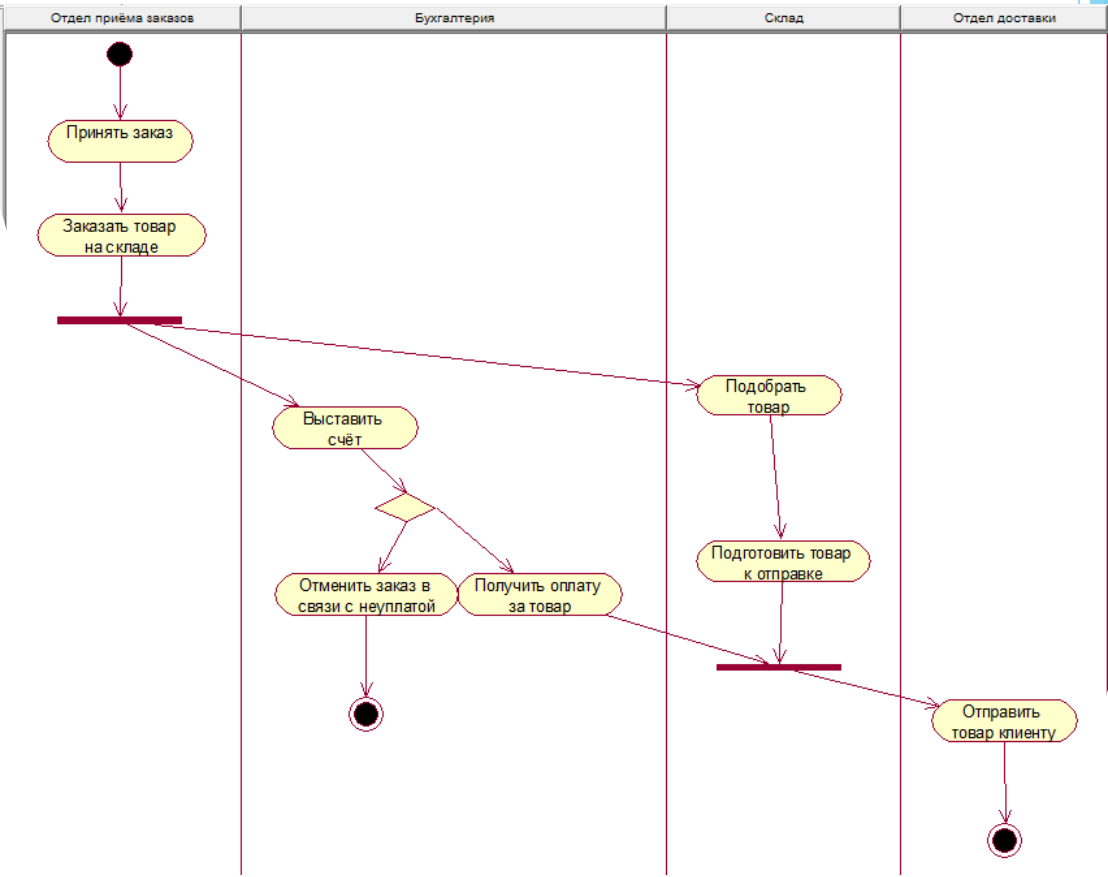 Отдел приёма заказов
Бухгалтерия
Склад
Отдел доставки
Принять заказ
Заказать товар
на складе
Подобрать
товар
Выставить
счёт
Подготовить товар
к отправке
Отменить заказ в
связи с неуплатой
Получить оплату
за товар
Отправить
товар клиенту